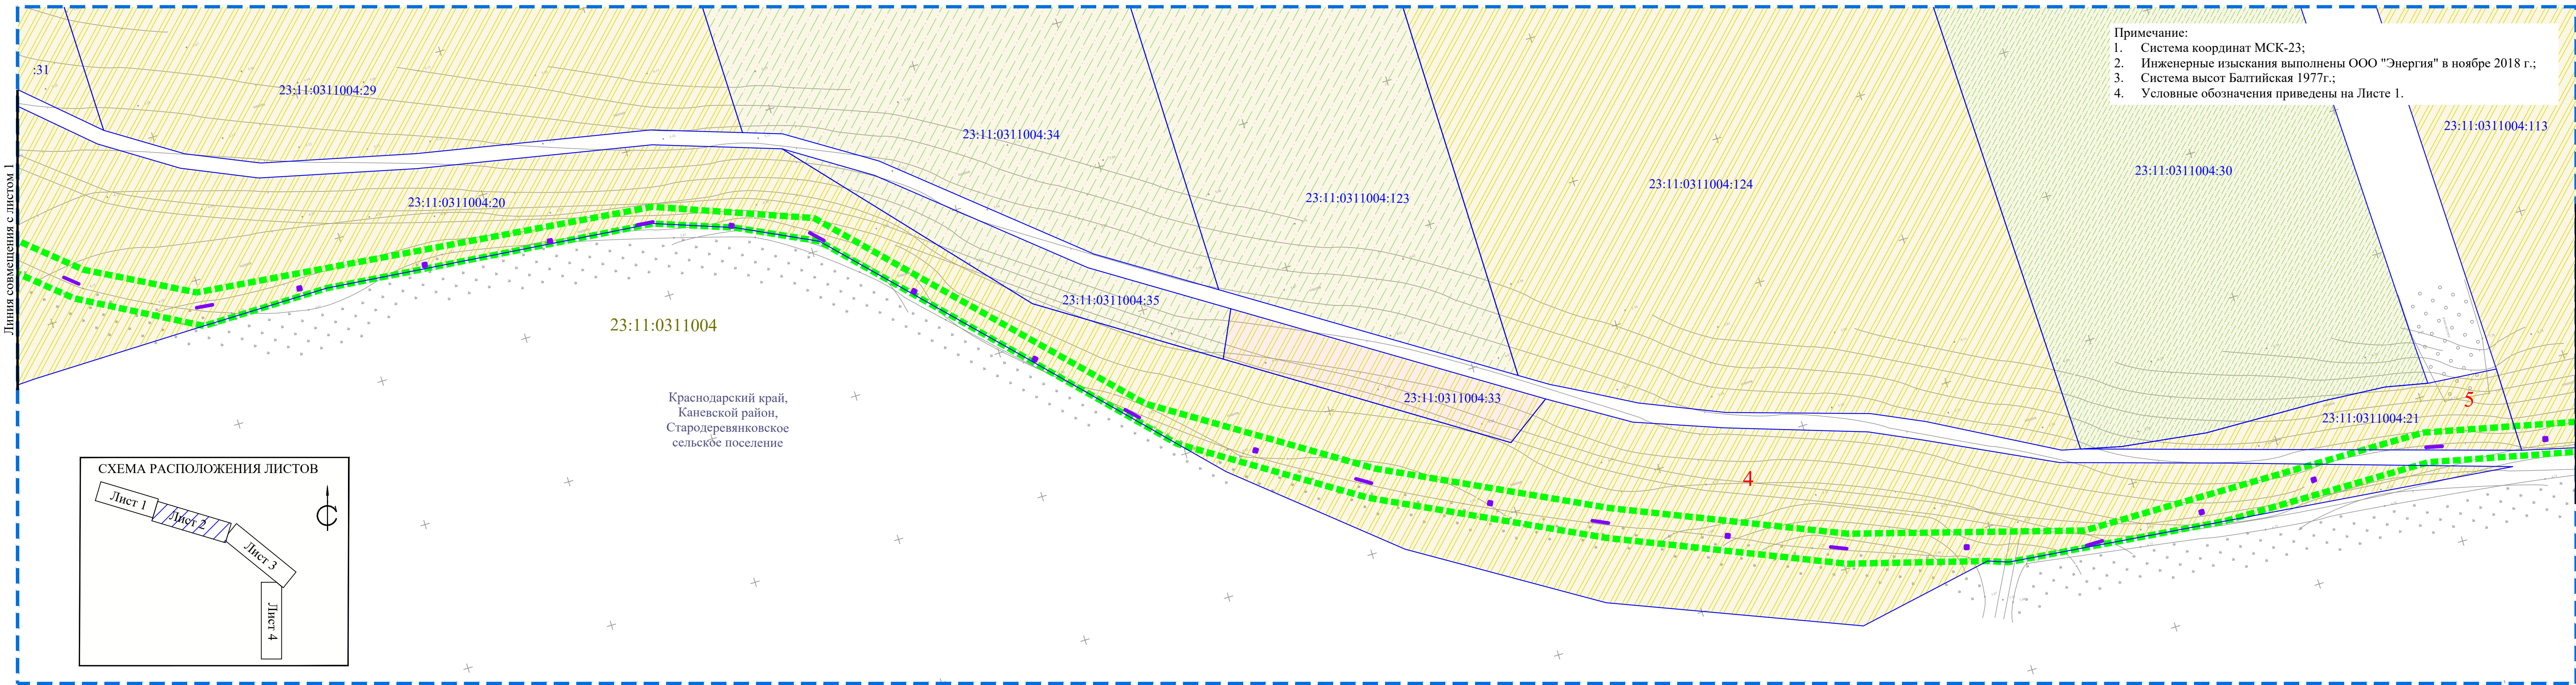 Примечание:
1. Система координат МСК-23;
2. Инженерные изыскания выполнены ООО "Энергия" в ноябре 2018 г.;
3. Система высот Балтийская 1977г.;
4. Условные обозначения приведены на Листе 1.
:31
23:11:0311004:29
23:11:0311004:34
23:11:0311004:113
23:11:0311004:30
23:11:0311004:124
23:11:0311004:123
23:11:0311004:20
Линия совмещения с листом 1
23:11:0311004:35
23:11:0311004
23:11:0311004:33
Краснодарский край,
Каневской район,
Стародеревянковское
сельское поселение
5
23:11:0311004:21
4
СХЕМА РАСПОЛОЖЕНИЯ ЛИСТОВ
Лист 1
Лист 2
Лист 3
Лист 4